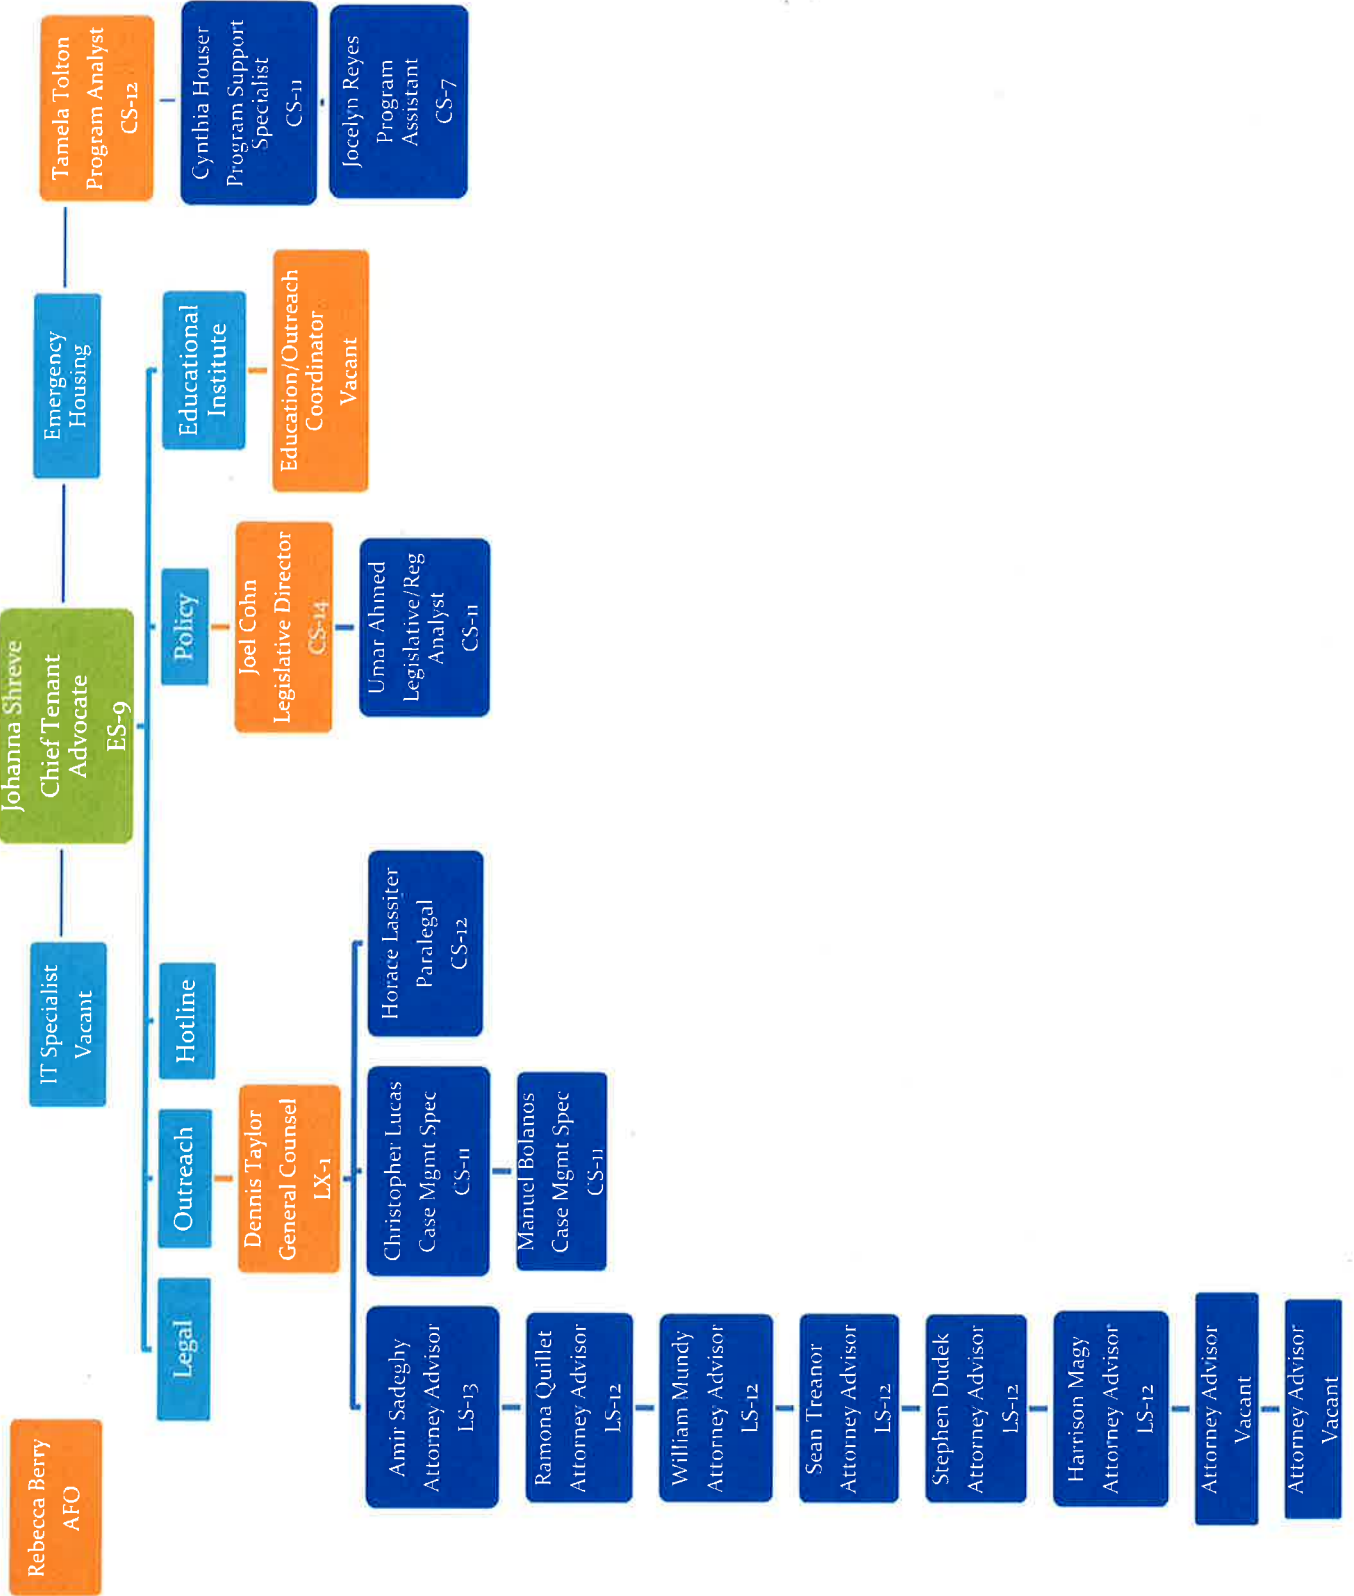 Rebecca Berry
AFO
IT Specialist
Vacant
Johanna Shreve
Chief Tenant
Advocate
ES-9
Emergency
Housing
Tamela Tolton
Program Analyst
CS-12
Cynthia Houser
Program Support
Specialist
CS-11
Jocelyn Reyes
Program
Assistant
CS-7
Legal
Outreach
Hotline
Policy
Educational
Institute
Dennis Taylor
General Counsel
LX-1
Joel Cohn
Legislative Director
CS-14
Education/Outreach
Coordinator
Vacant
Amir Sadeghy
Attorney Advisor
LS-13
Christopher Lucas
Case Mgmt Spec
CS-11
Horace Lassiter
Paralegal
CS-12
Umar Ahmed
Legislative/Reg
Analyst
CS-11
Ramona Quillet
Attorney Advisor
LS-12
Manuel Bolanos
Case Mgmt Spec
CS-11
William Mundy
Attorney Advisor
LS-12
Sean Treanor
Attorney Advisor
LS-12
Stephen Dudek
Attorney Advisor
LS-12
Harrison Magy
Attorney Advisor
LS-12
Attorney Advisor
Vacant
Attorney Advisor
Vacant